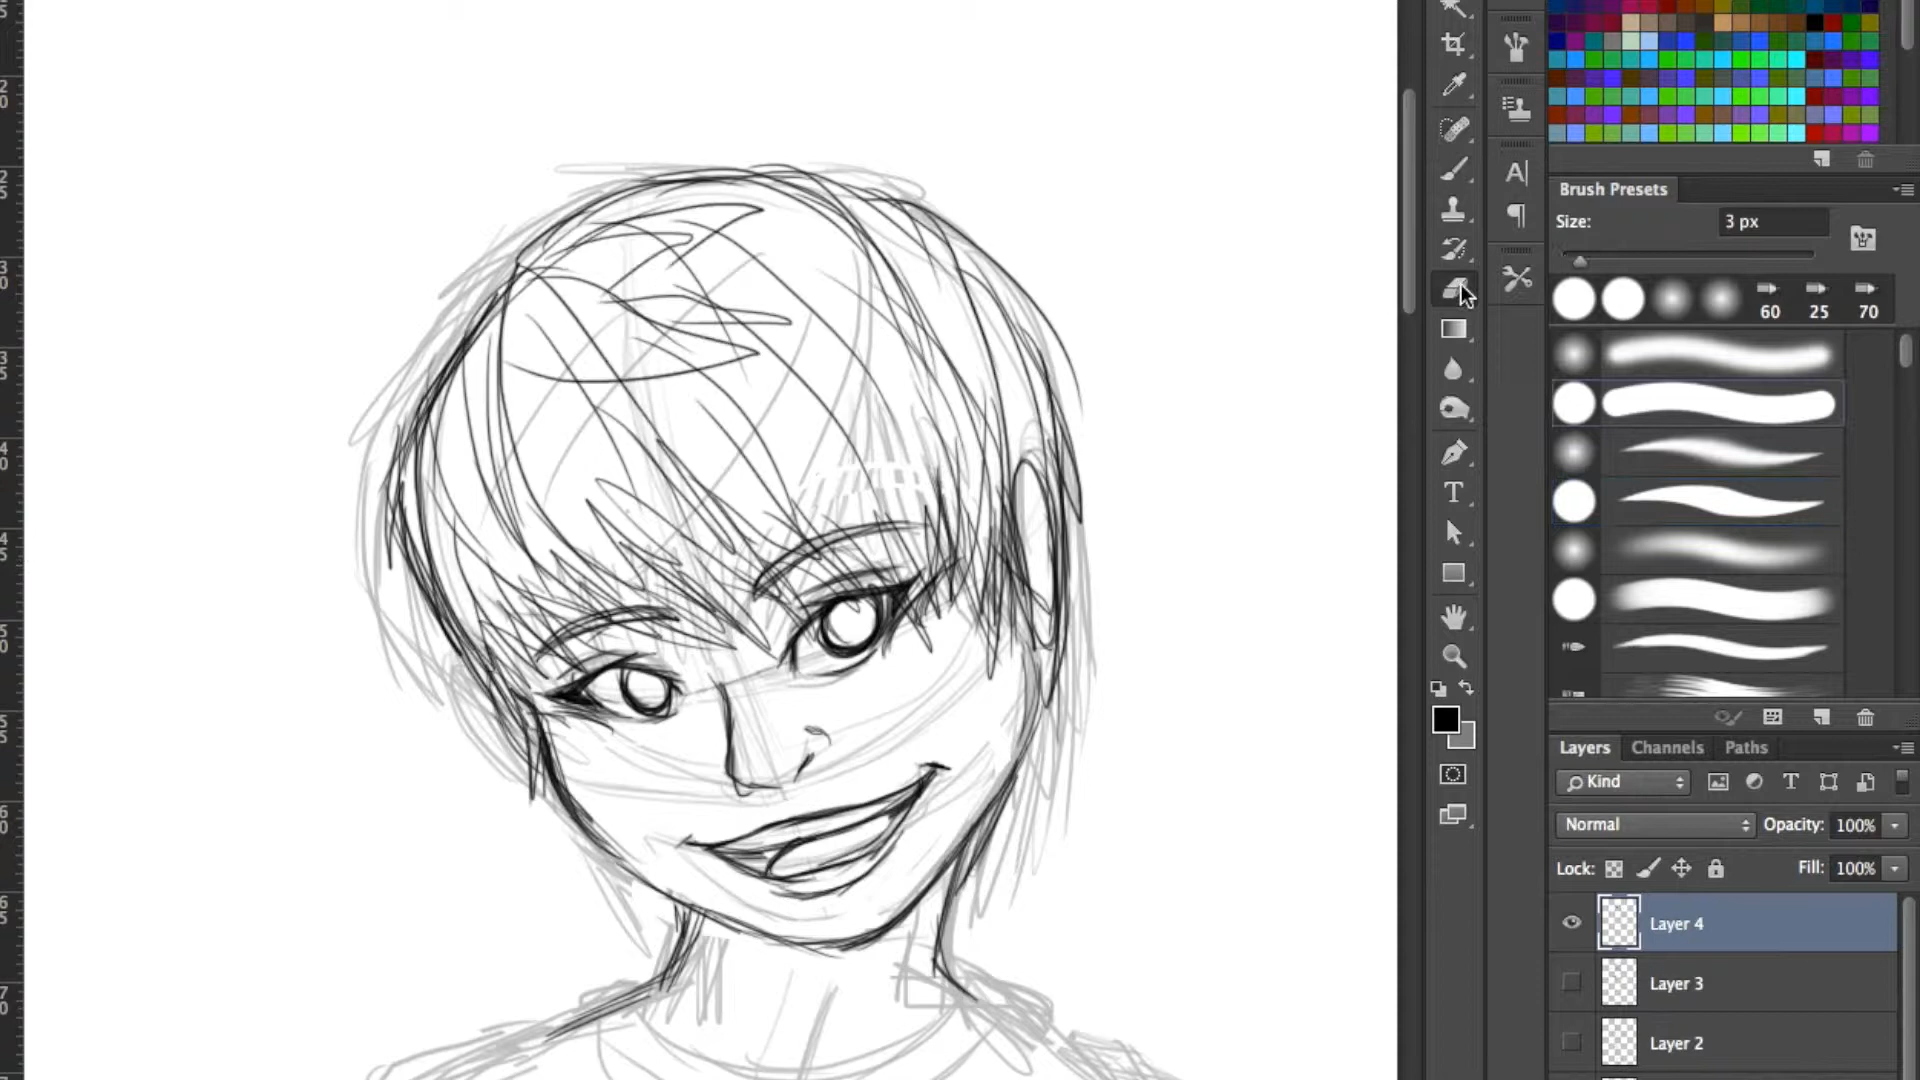 Brush Presets
Size: 3 px
60 25 70
Layers Channels Paths
Kind
Normal Opacity: 100%
Lock: Fill: 100%
Layer 4
Layer 3
Layer 2